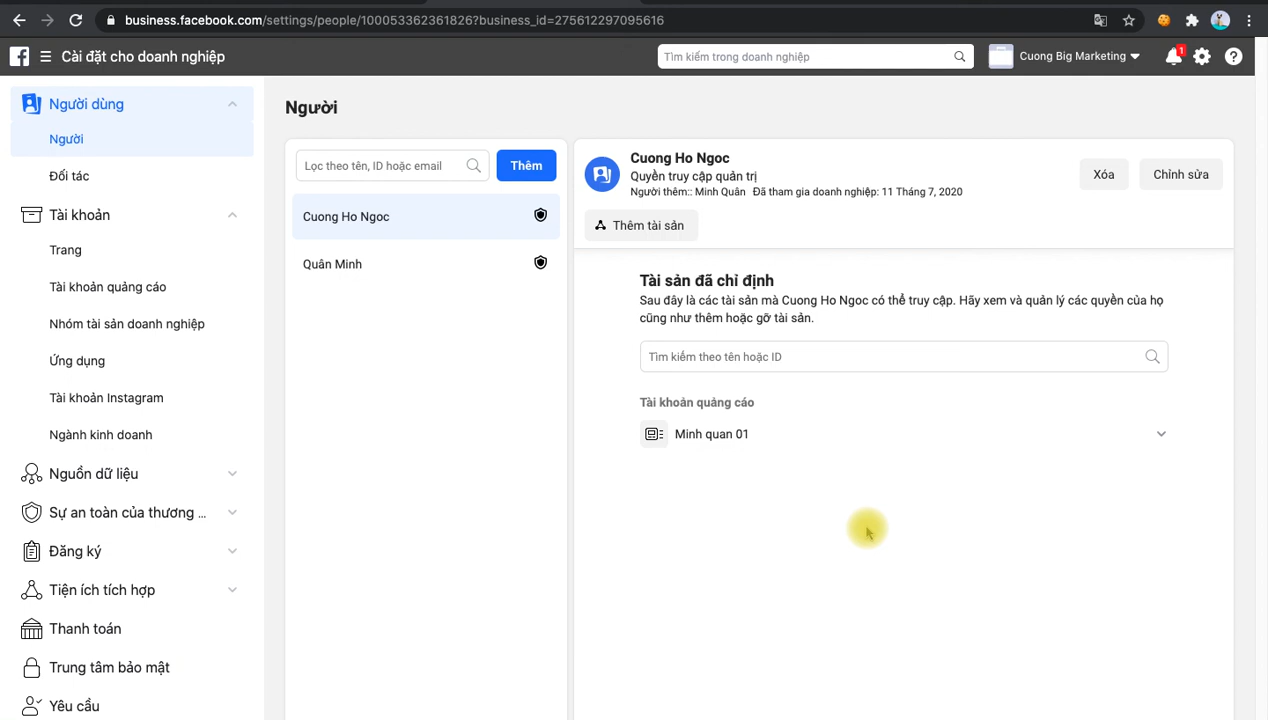 business.facebook.com/settings/people/100053362361826?business_id=275612297095616
Cài đặt cho doanh nghiệp
Tìm kiếm trong doanh nghiệp
Cuong Big Marketing
1
Người dùng
Người
Đối tác
Tài khoản
Trang
Tài khoản quảng cáo
Nhóm tài sản doanh nghiệp
Ứng dụng
Tài khoản Instagram
Ngành kinh doanh
Nguồn dữ liệu
Sự an toàn của thương ...
Đăng ký
Tiện ích tích hợp
Thanh toán
Trung tâm bảo mật
Yêu cầu
Người
Lọc theo tên, ID hoặc email
Thêm
Cuong Ho Ngoc
Quân Minh
Cuong Ho Ngoc
Quyền truy cập quản trị
Người thêm:: Minh Quân Đã tham gia doanh nghiệp: 11 Tháng 7, 2020
Xóa
Chỉnh sửa
Thêm tài sản
Tài sản đã chỉ định
Sau đây là các tài sản mà Cuong Ho Ngoc có thể truy cập. Hãy xem và quản lý các quyền của họ
cũng như thêm hoặc gỡ tài sản.
Tìm kiếm theo tên hoặc ID
Tài khoản quảng cáo
Minh quan 01